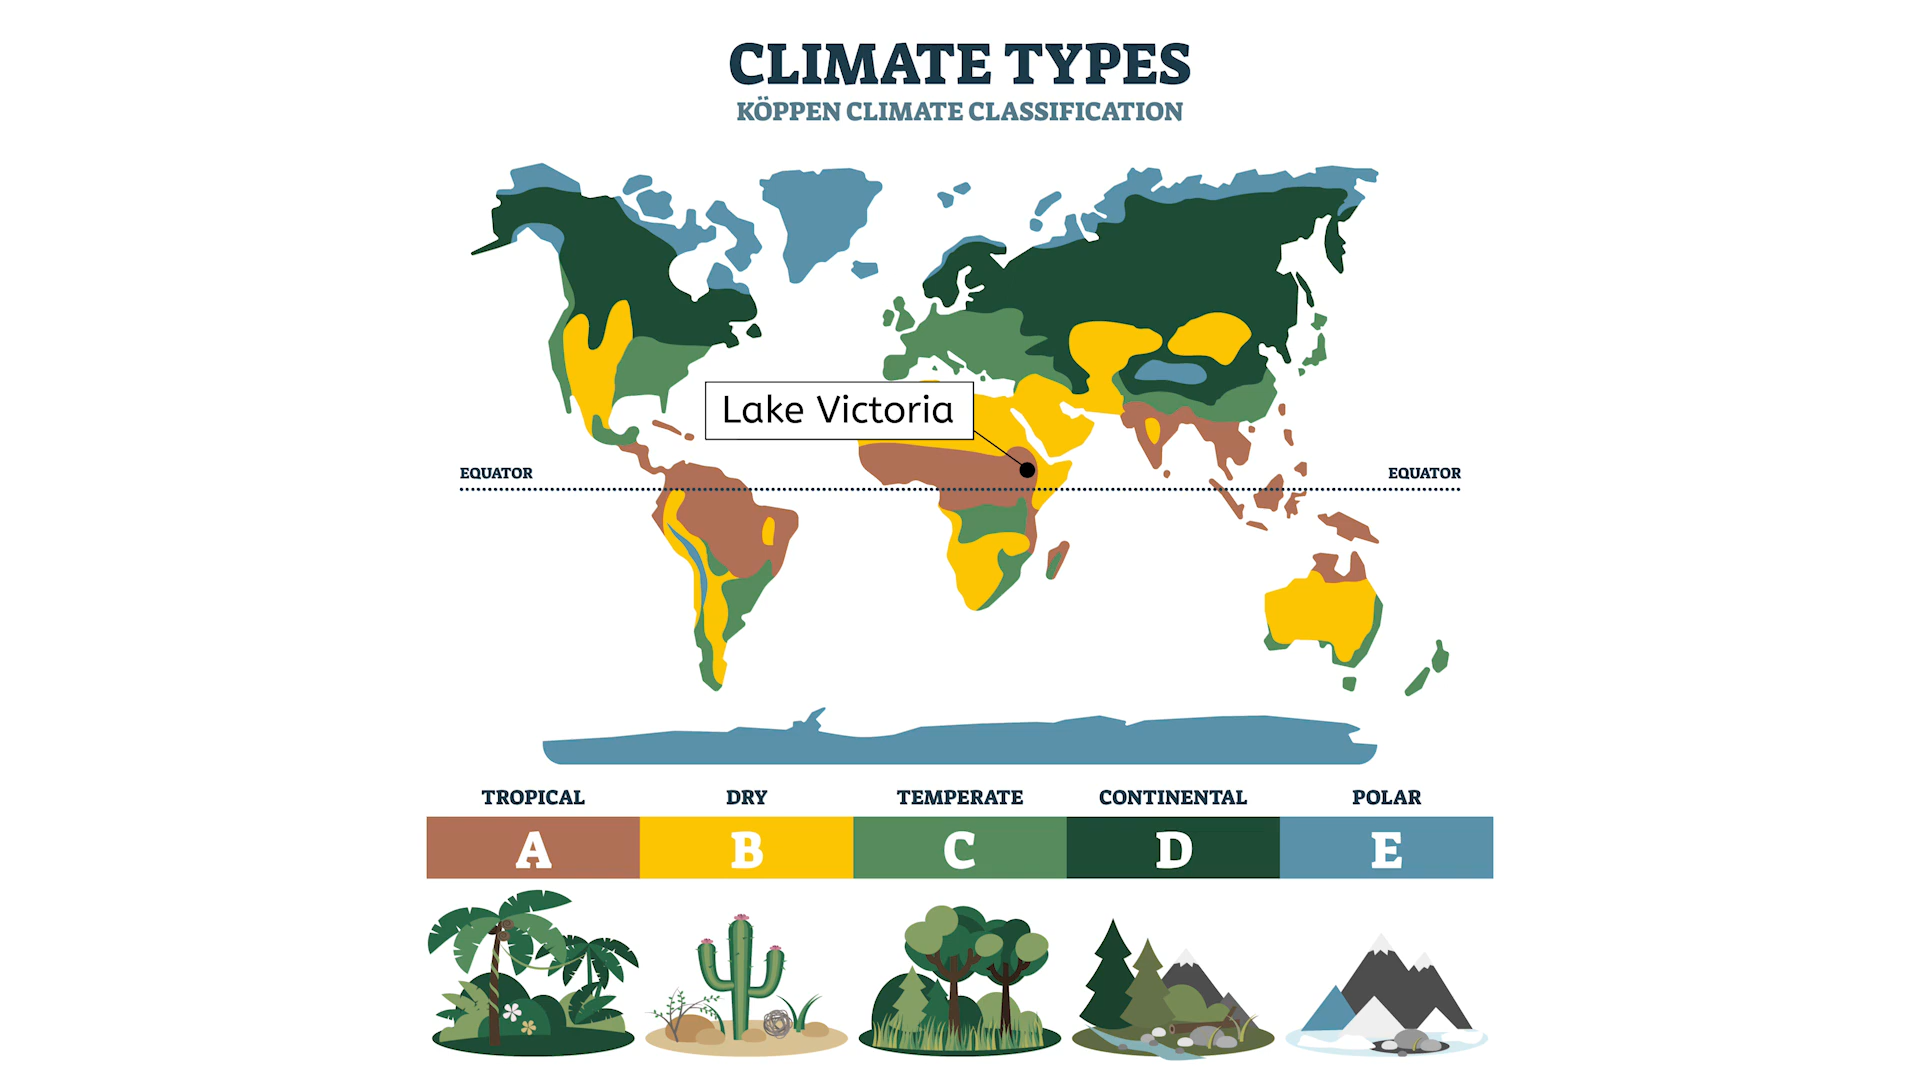 CLIMATE TYPES
KÖPPEN CLIMATE CLASSIFICATION
Lake Victoria
EQUATOR EQUATOR
TROPICAL DRY TEMPERATE CONTINENTAL POLAR
A B C D E